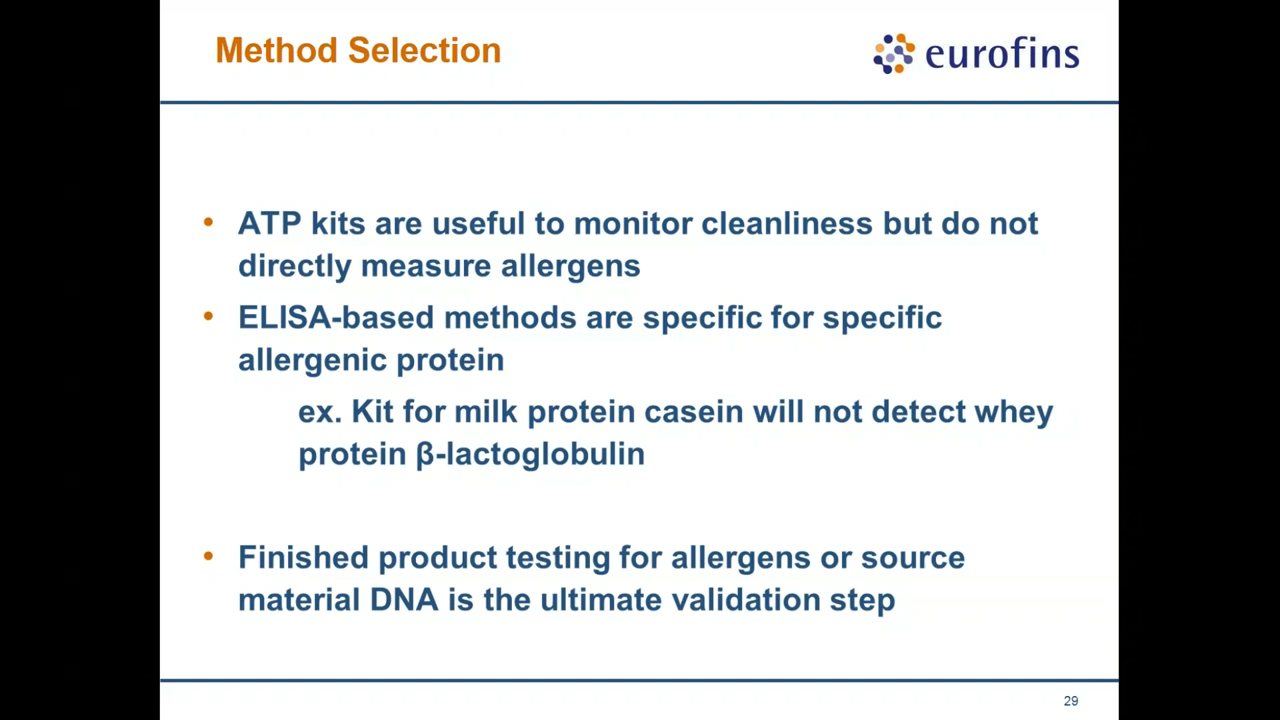 Method Selection
eurofins
• ATP kits are useful to monitor cleanliness but do not
directly measure allergens
• ELISA-based methods are specific for specific
allergenic protein
ex. Kit for milk protein casein will not detect whey
protein β-lactoglobulin
• Finished product testing for allergens or source
material DNA is the ultimate validation step
29